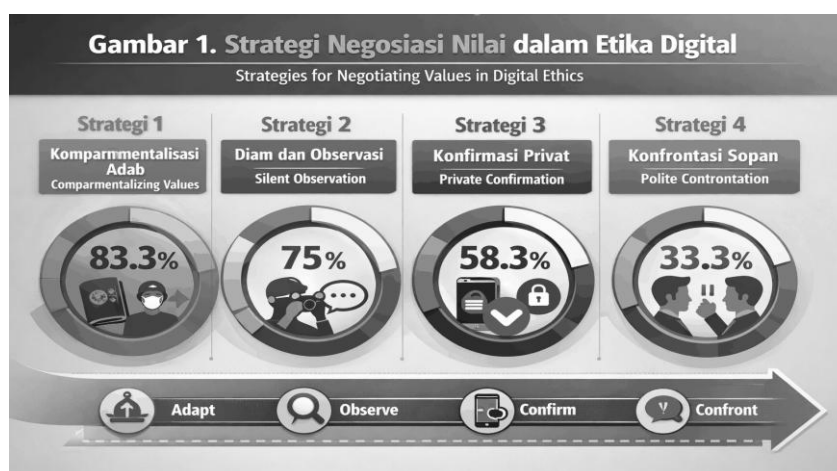 Gambar 1. Strategi Negosiasi Nilai dalam Etika Digital
Strategies for Negotiating Values in Digital Ethics
Strategi 1
Komparnmentalisasi
Adab
Comparmentalizing Values
83.3%
Strategi 2
Diam dan Observasi
Silent Observation
75%
Strategi 3
Konfirmasi Privat
Private Confirmation
58.3%
Strategi 4
Konfrontasi Sopan
Polite Controntation
33.3%
Adapt
Observe
Confirm
Confront